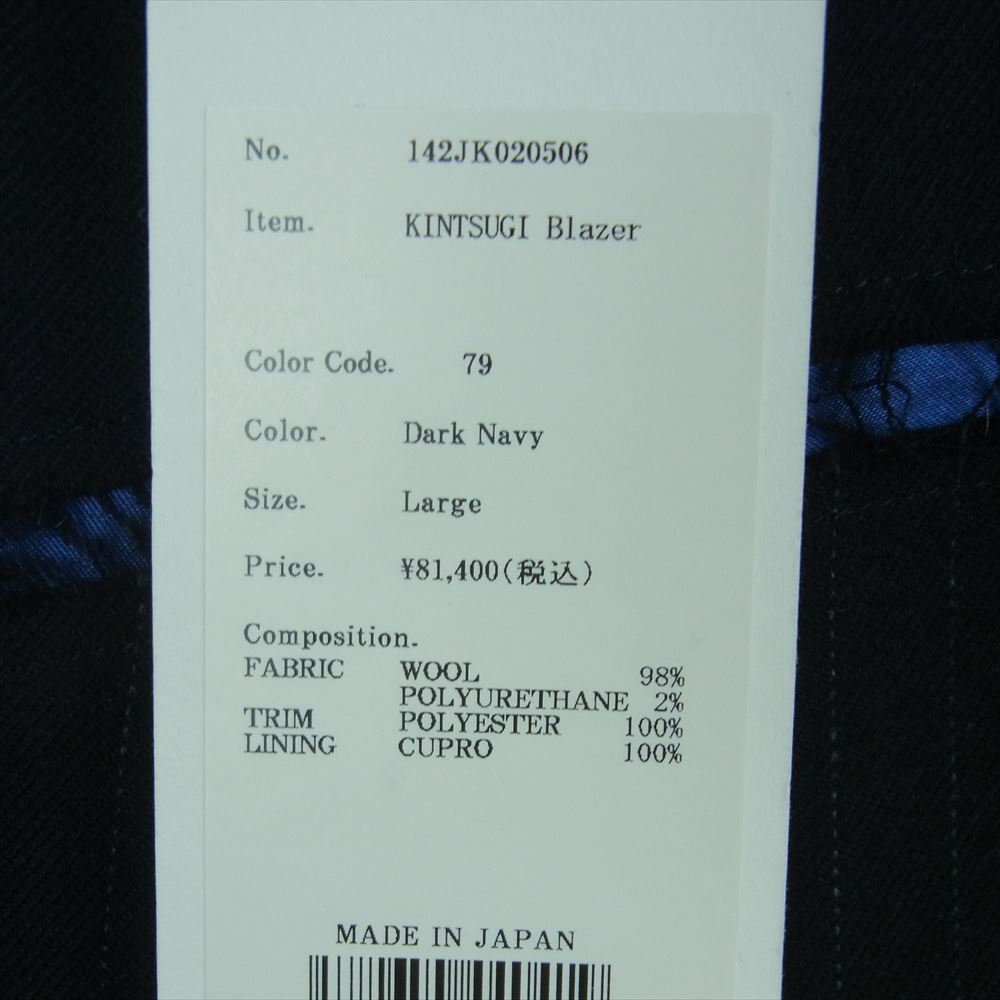 No. 142JK020506
Item. KINTSUGI Blazer
Color Code. 79
Color. Dark Navy
Size. Large
Price. ¥81,400(税込)
Composition.
FABRIC WOOL 98%
POLYURETHANE 2%
TRIM POLYESTER 100%
LINING CUPRO 100%
MADE IN JAPAN